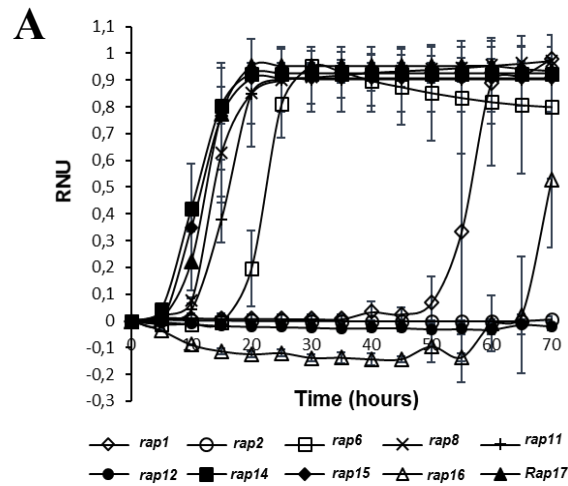 A
1,1
1
0,9
0,8
0,7
0,6
0,5
0,4
0,3
0,2
0,1
0
-0,1
-0,2
-0,3
RNU
0 10 20 30 40 50 60 70
Time (hours)
rap1 rap2 rap6 rap8 rap11
rap12 rap14 rap15 rap16 Rap17